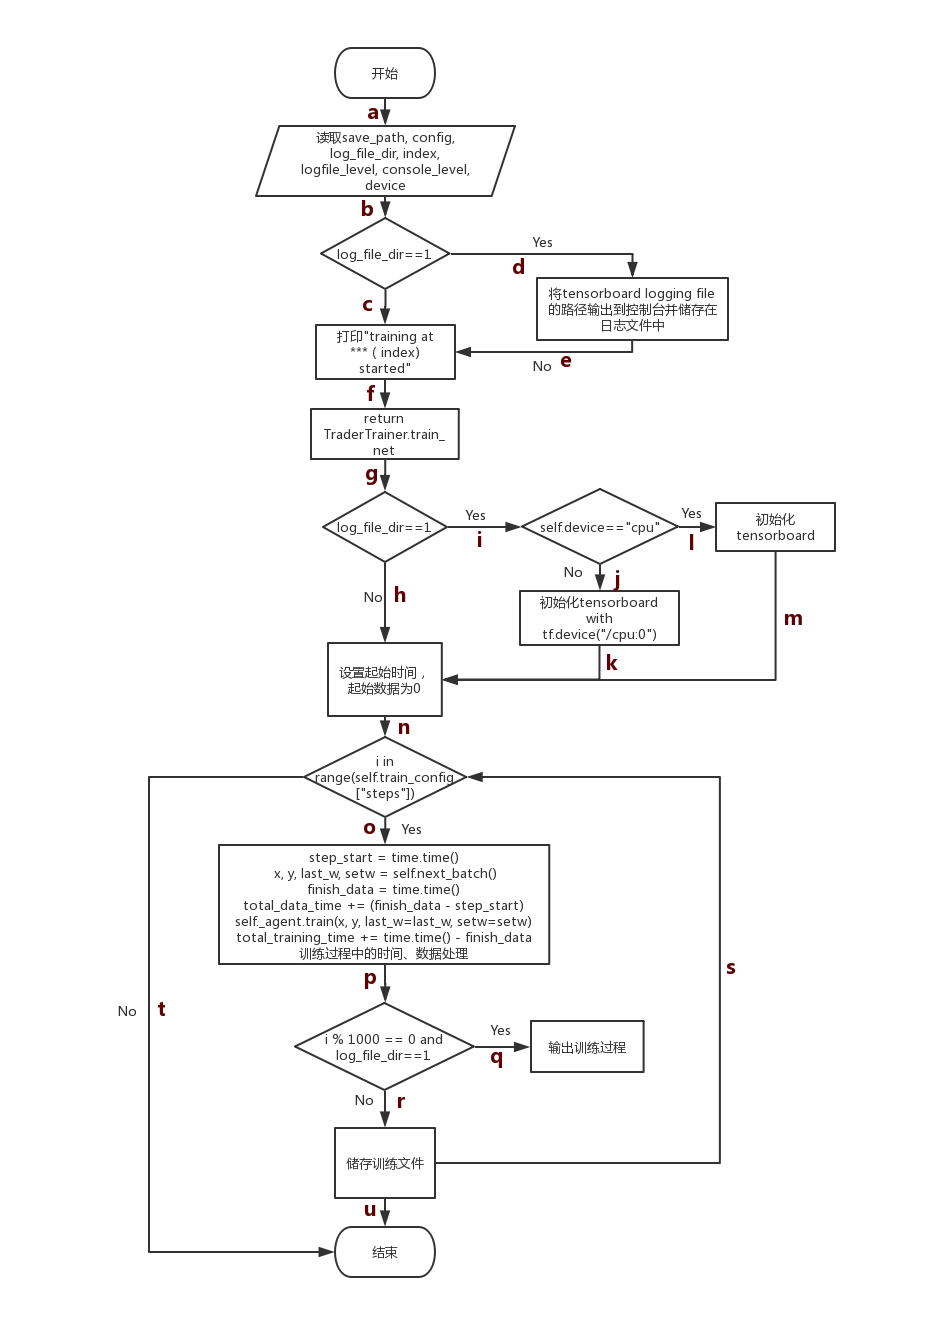 开始
a
读取save_path, config,
log_file_dir, index,
logfile_level, console_level,
device
b
log_file_dir==1
Yes
d
将tensorboard logging file
的路径输出到控制台并储存在
日志文件中
c
打印"training at
*** ( index)
started"
No
e
f
return
TraderTrainer.train_
net
g
log_file_dir==1
Yes
i
self.device=="cpu"
Yes
l
初始化
tensorboard
No
j
No
h
初始化tensorboard
with
tf.device("/cpu:0")
m
k
设置起始时间，
起始数据为0
n
i in
range(self.train_config
["steps"])
o
Yes
step_start = time.time()
x, y, last_w, setw = self.next_batch()
finish_data = time.time()
total_data_time += (finish_data - step_start)
self._agent.train(x, y, last_w=last_w, setw=setw)
total_training_time += time.time() - finish_data
训练过程中的时间、数据处理
s
p
No
t
i % 1000 == 0 and
log_file_dir==1
Yes
q
输出训练过程
No
r
储存训练文件
u
结束